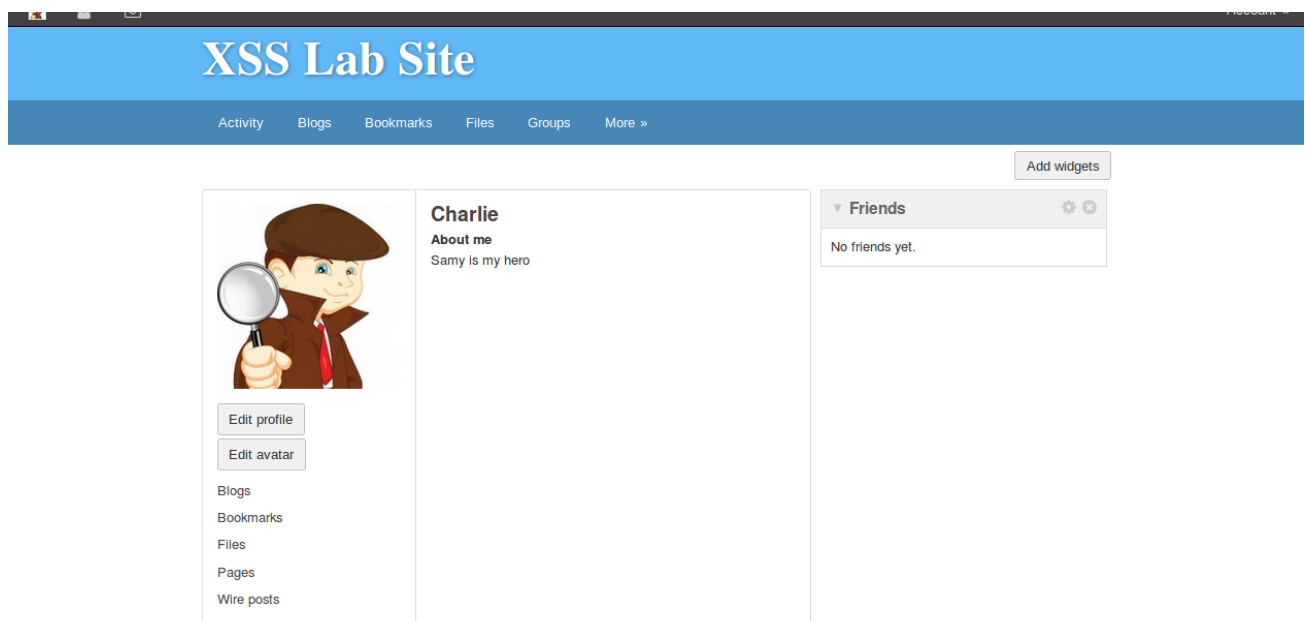 Account »
XSS Lab Site
Activity Blogs Bookmarks Files Groups More »
Add widgets
Charlie
About me
Samy is my hero
Friends
No friends yet.
Edit profile
Edit avatar
Blogs
Bookmarks
Files
Pages
Wire posts